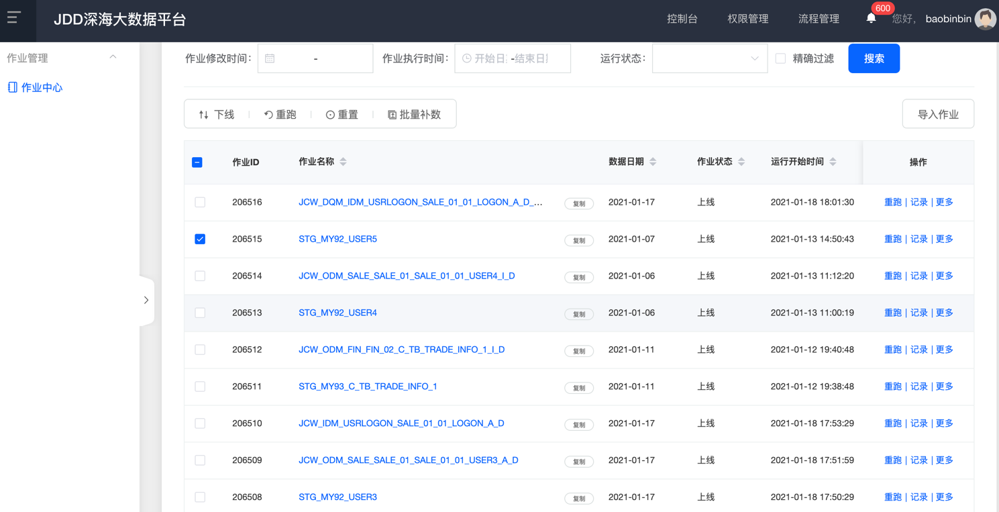 JDD深海大数据平台 控制台 权限管理 流程管理 600 您好, baobinbin
作业管理
作业中心
作业修改时间: - 作业执行时间: 开始日 -结束日 运行状态: 精确过滤 搜索
下线 重跑 重置 批量补数 导入作业
作业ID 作业名称 数据日期 作业状态 运行开始时间 操作
206516 JCW_DQM_IDM_USRLOGON_SALE_01_01_LOGON_A_D_... 复制 2021-01-17 上线 2021-01-18 18:01:30 重跑 | 记录 | 更多
206515 STG_MY92_USER5 复制 2021-01-07 上线 2021-01-13 14:50:43 重跑 | 记录 | 更多
206514 JCW_ODM_SALE_SALE_01_SALE_01_01_USER4_I_D 复制 2021-01-06 上线 2021-01-13 11:12:20 重跑 | 记录 | 更多
206513 STG_MY92_USER4 复制 2021-01-06 上线 2021-01-13 11:00:19 重跑 | 记录 | 更多
206512 JCW_ODM_FIN_FIN_02_C_TB_TRADE_INFO_1_I_D 复制 2021-01-11 上线 2021-01-12 19:40:48 重跑 | 记录 | 更多
206511 STG_MY93_C_TB_TRADE_INFO_1 复制 2021-01-11 上线 2021-01-12 19:38:48 重跑 | 记录 | 更多
206510 JCW_IDM_USRLOGON_SALE_01_01_LOGON_A_D 复制 2021-01-17 上线 2021-01-18 17:53:29 重跑 | 记录 | 更多
206509 JCW_ODM_SALE_SALE_01_SALE_01_01_USER3_A_D 复制 2021-01-17 上线 2021-01-18 17:51:59 重跑 | 记录 | 更多
206508 STG_MY92_USER3 复制 2021-01-17 上线 2021-01-18 17:50:29 重跑 | 记录 | 更多